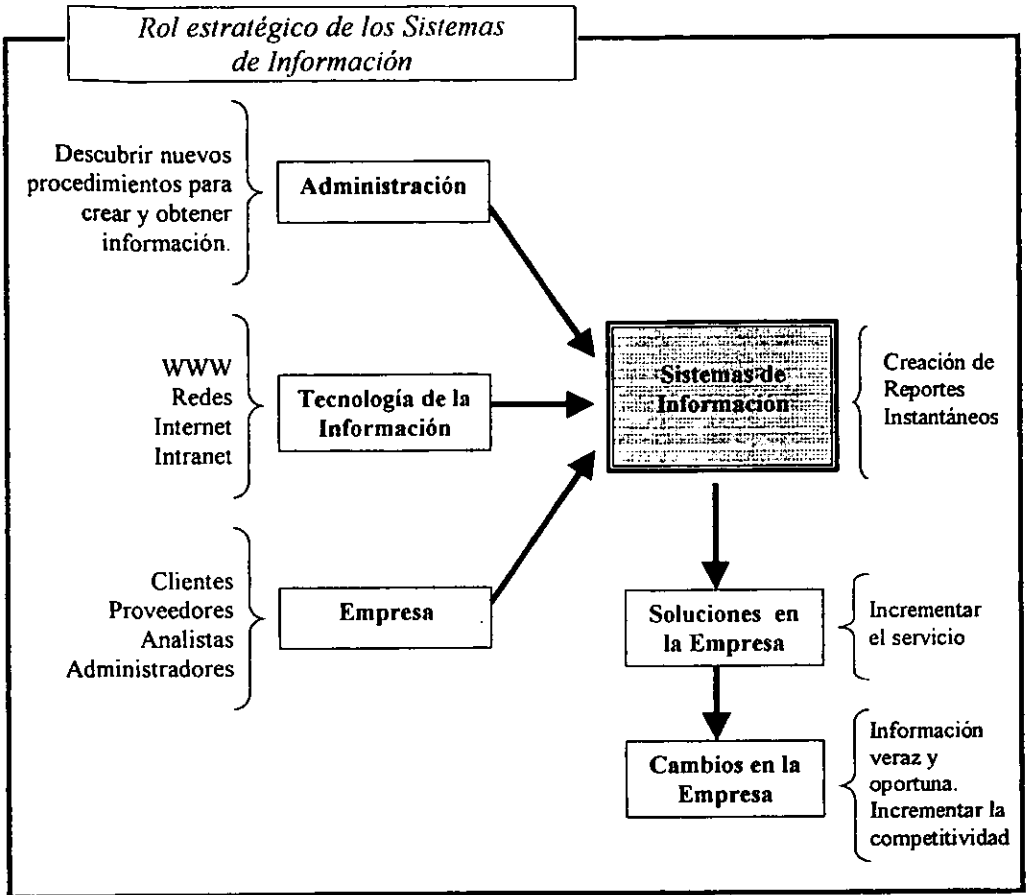 Rol estratégico de los Sistemas
de Información
Descubrir nuevos
procedimientos para
crear y obtener
información.
Administración
WWW
Redes
Internet
Intranet
Tecnología de la
Información
Clientes
Proveedores
Analistas
Administradores
Empresa
Sistemas de
Información
Creación de
Reportes
Instantáneos
Soluciones en
la Empresa
Incrementar
el servicio
Cambios en la
Empresa
Información
veraz y
oportuna.
Incrementar la
competitividad